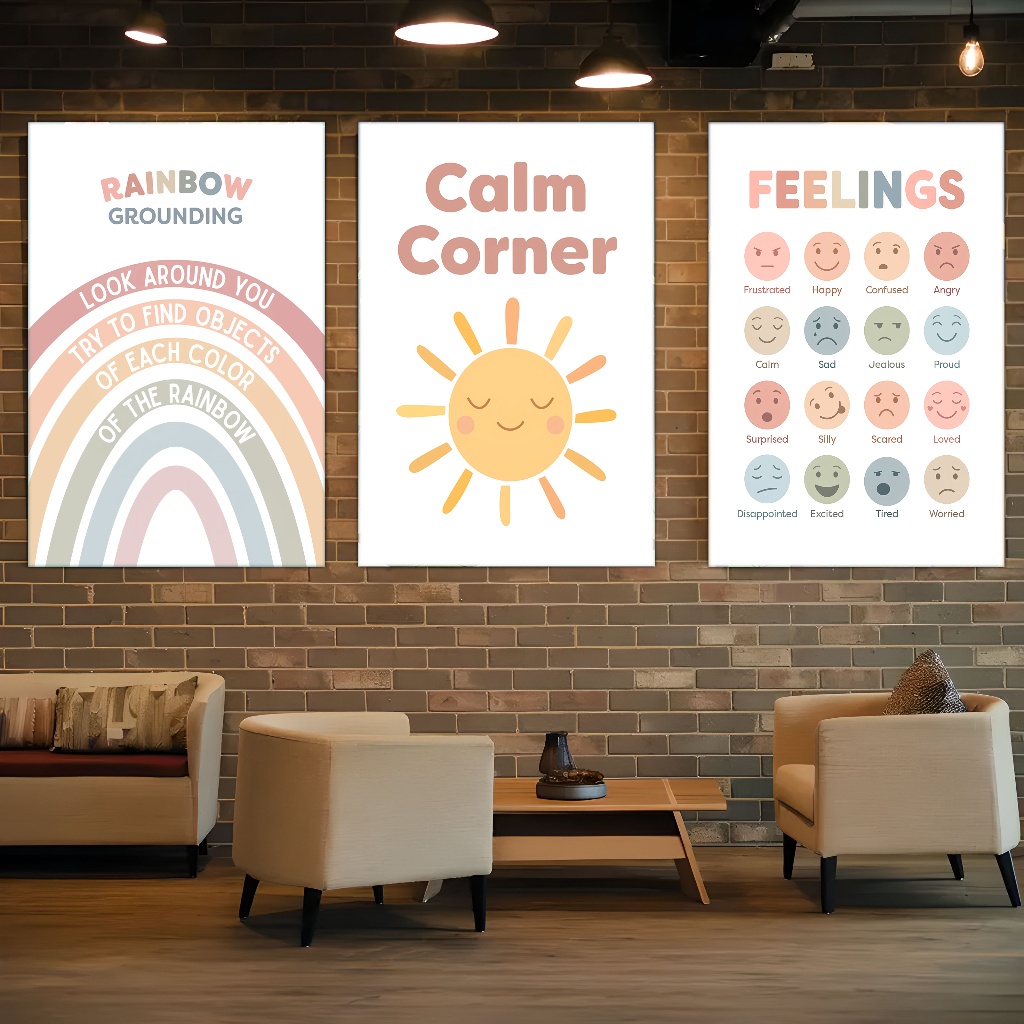 RAINBOW
GROUNDING
LOOK AROUND YOU
TRY TO FIND OBJECTS
OF EACH COLOR
OF THE RAINBOW
Calm
Corner
FEELINGS
Frustrated Happy Confused Angry
Calm Sad Jealous Proud
Surprised Silly Scared Loved
Disappointed Excited Tired Worried